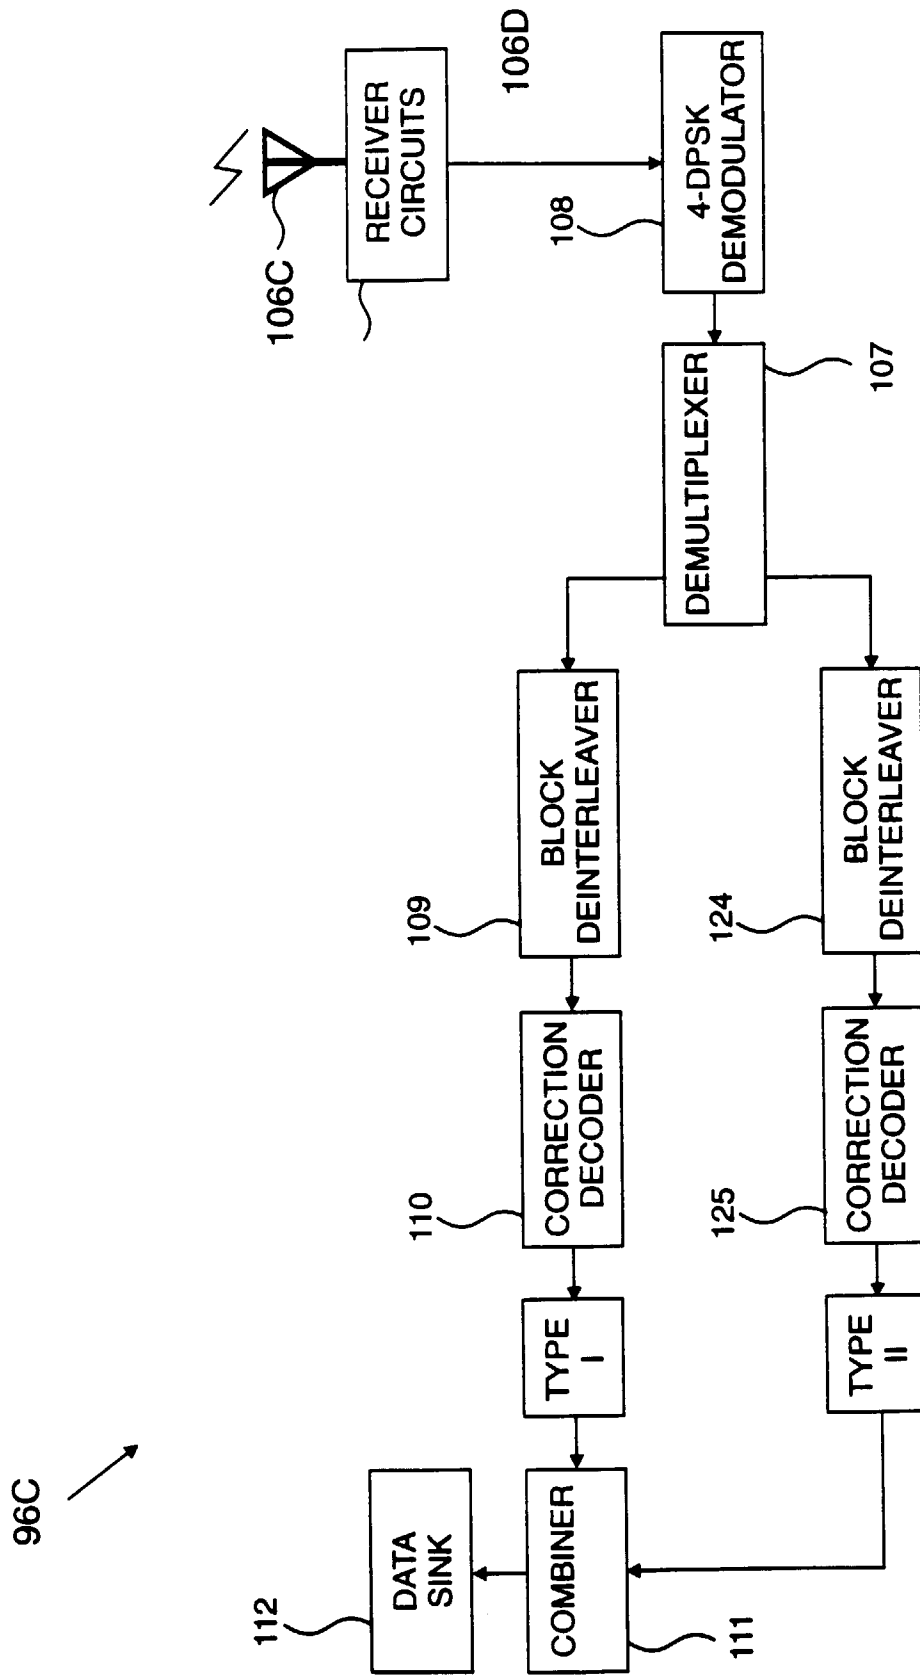 96C
106C
RECEIVER
CIRCUITS
106D
108
4-DPSK
DEMODULATOR
DEMULTIPLEXER
107
109
BLOCK
DEINTERLEAVER
124
BLOCK
DEINTERLEAVER
110
CORRECTION
DECODER
125
CORRECTION
DECODER
TYPE
I
TYPE
II
112
DATA
SINK
COMBINER
111